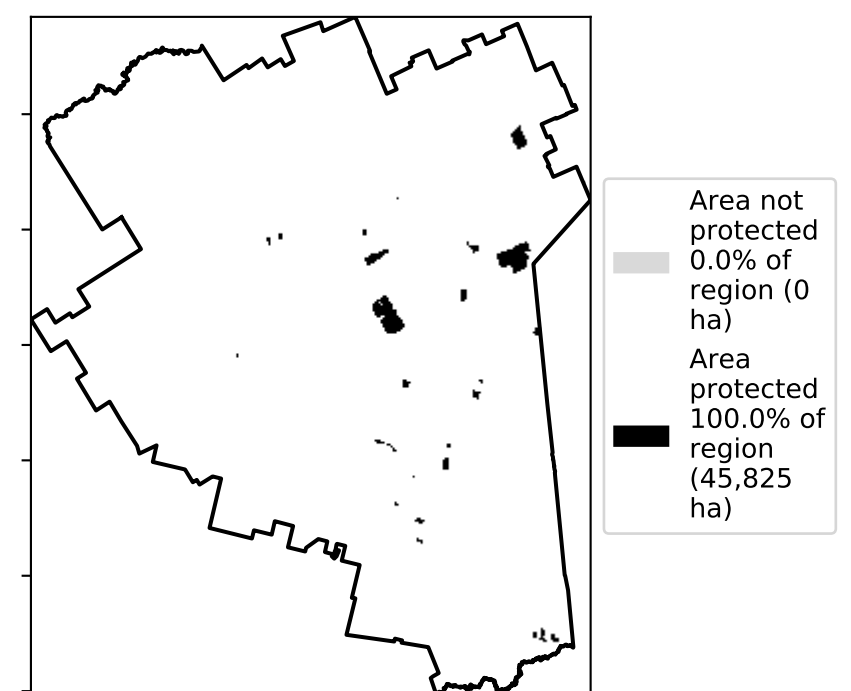 Area not
protected
0.0% of
region (0
ha)
Area
protected
100.0% of
region
(45,825
ha)